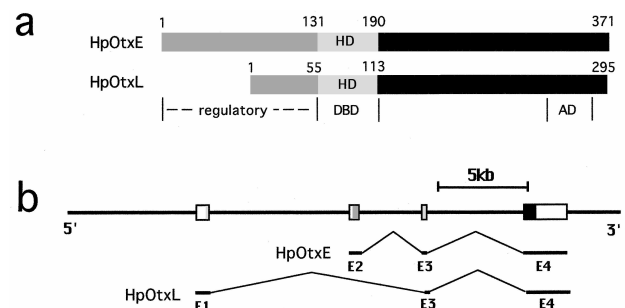 a
1 131 190 371
HpOtxE HD
1 55 113 295
HpOtxL HD
regulatory DBD AD
b
5kb
5' 3'
HpOtxE
E2 E3 E4
HpOtxL
E1 E3 E4